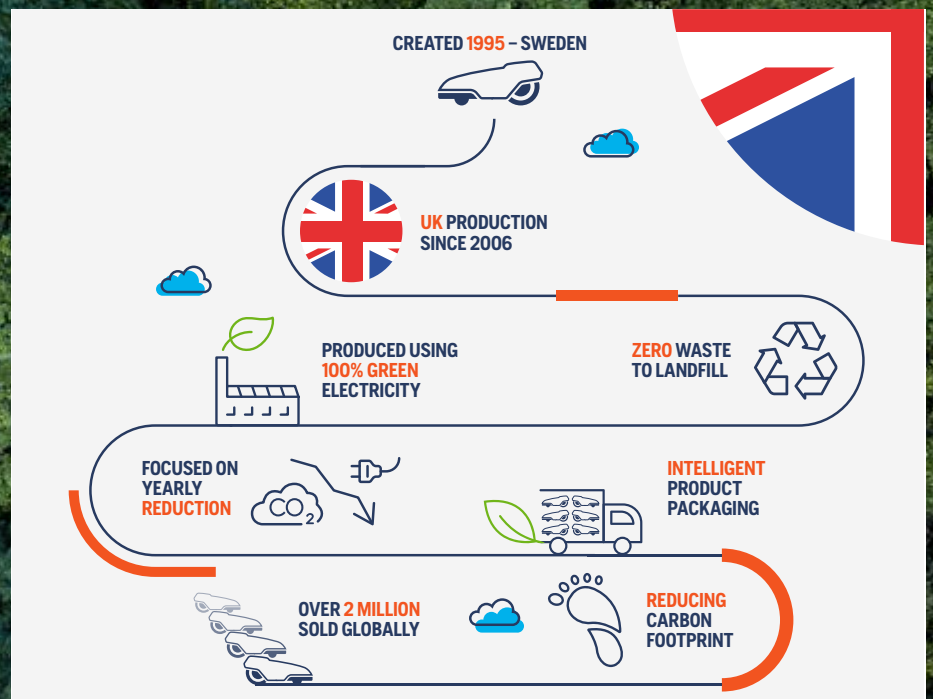 CREATED 1995 – SWEDEN
UK PRODUCTION
SINCE 2006
ZERO WASTE
TO LANDFILL
PRODUCED USING
100% GREEN
ELECTRICITY
FOCUSED ON
YEARLY
REDUCTION
CO2
INTELLIGENT
PRODUCT
PACKAGING
REDUCING
CARBON
FOOTPRINT
OVER 2 MILLION
SOLD GLOBALLY